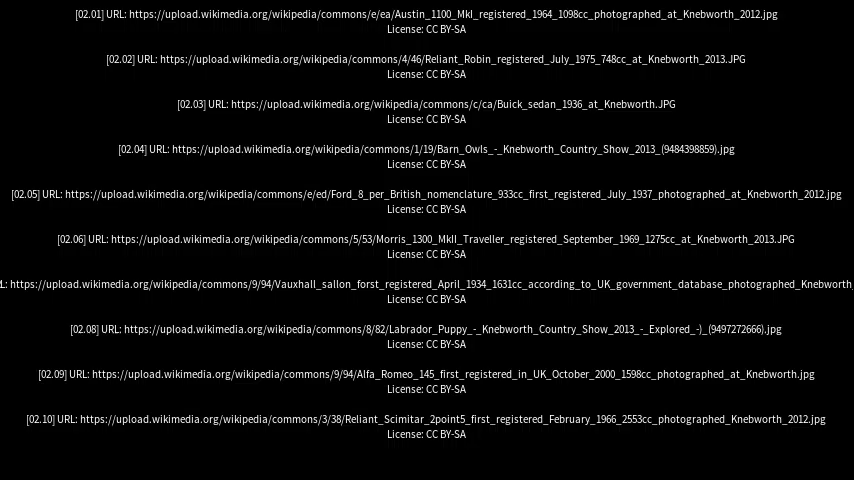 [02.01] URL: https://upload.wikimedia.org/wikipedia/commons/e/ea/Austin_1100_MkI_registered_1964_1098cc_photographed_at_Knebworth_2012.jpg
License: CC BY-SA
[02.02] URL: https://upload.wikimedia.org/wikipedia/commons/4/46/Reliant_Robin_registered_July_1975_748cc_at_Knebworth_2013.JPG
License: CC BY-SA
[02.03] URL: https://upload.wikimedia.org/wikipedia/commons/c/ca/Buick_sedan_1936_at_Knebworth.JPG
License: CC BY-SA
[02.04] URL: https://upload.wikimedia.org/wikipedia/commons/1/19/Barn_Owls_-_Knebworth_Country_Show_2013_(9484398859).jpg
License: CC BY-SA
[02.05] URL: https://upload.wikimedia.org/wikipedia/commons/e/ed/Ford_8_per_British_nomenclature_933cc_first_registered_July_1937_photographed_at_Knebworth_2012.jpg
License: CC BY-SA
[02.06] URL: https://upload.wikimedia.org/wikipedia/commons/5/53/Morris_1300_MkII_Traveller_registered_September_1969_1275cc_at_Knebworth_2013.JPG
License: CC BY-SA
L: https://upload.wikimedia.org/wikipedia/commons/9/94/Vauxhall_sallon_forst_registered_April_1934_1631cc_according_to_UK_government_database_photographed_Knebworth_
License: CC BY-SA
[02.08] URL: https://upload.wikimedia.org/wikipedia/commons/8/82/Labrador_Puppy_-_Knebworth_Country_Show_2013_-_Explored_-)_(9497272666).jpg
License: CC BY-SA
[02.09] URL: https://upload.wikimedia.org/wikipedia/commons/9/94/Alfa_Romeo_145_first_registered_in_UK_October_2000_1598cc_photographed_at_Knebworth.jpg
License: CC BY-SA
[02.10] URL: https://upload.wikimedia.org/wikipedia/commons/3/38/Reliant_Scimitar_2point5_first_registered_February_1966_2553cc_photographed_Knebworth_2012.jpg
License: CC BY-SA